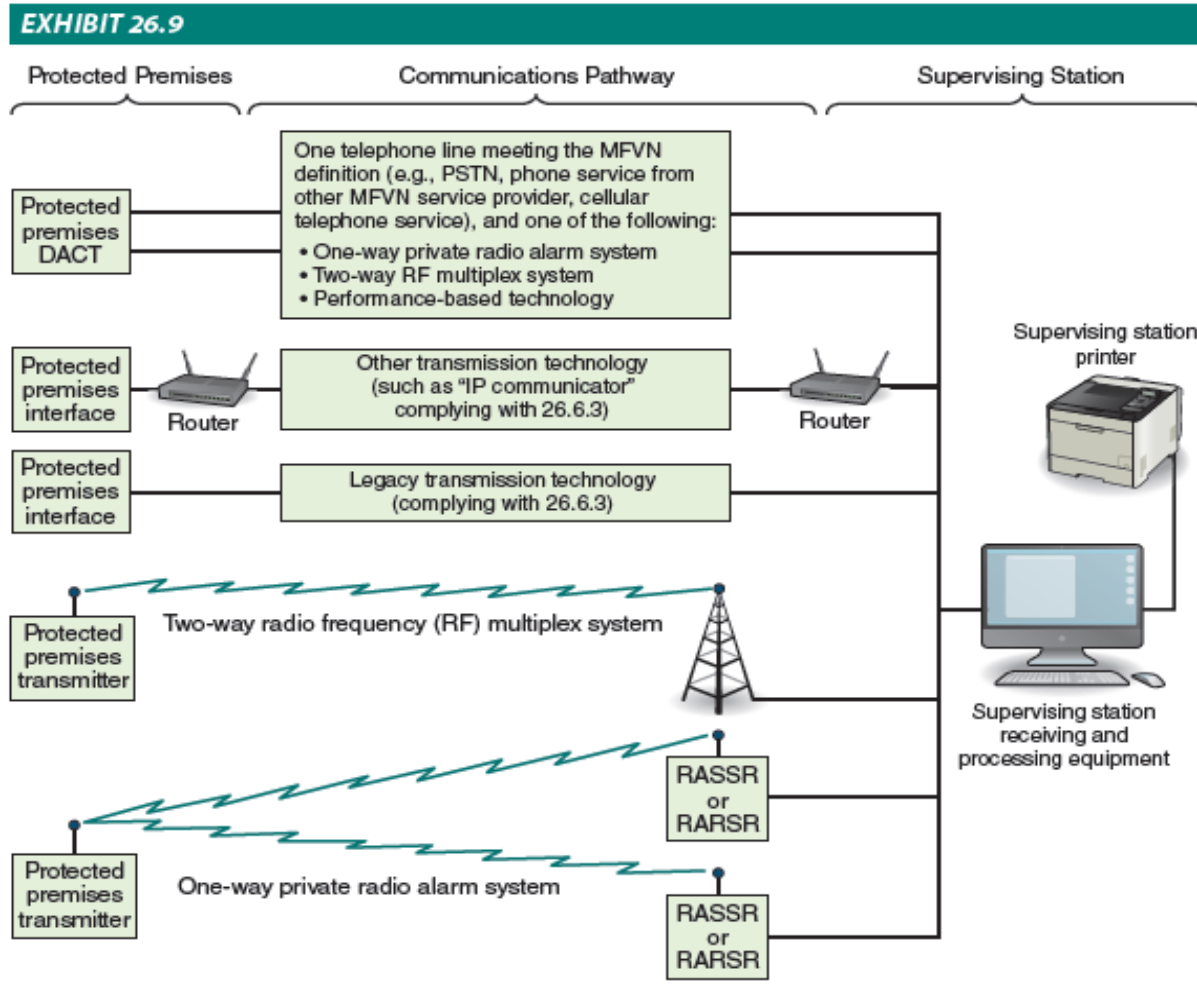 EXHIBIT 26.9
Protected Premises
Communications Pathway
Supervising Station
Protected
premises
DACT
One telephone line meeting the MFVN
definition (e.g., PSTN, phone service from
other MFVN service provider, cellular
telephone service), and one of the following:
• One-way private radio alarm system
• Two-way RF multiplex system
• Performance-based technology
Protected
premises
interface
Router
Other transmission technology
(such as “IP communicator”
complying with 26.6.3)
Router
Supervising station
printer
Protected
premises
interface
Legacy transmission technology
(complying with 26.6.3)
Protected
premises
transmitter
Two-way radio frequency (RF) multiplex system
Supervising station
receiving and
processing equipment
Protected
premises
transmitter
One-way private radio alarm system
RASSR
or
RARSR
RASSR
or
RARSR